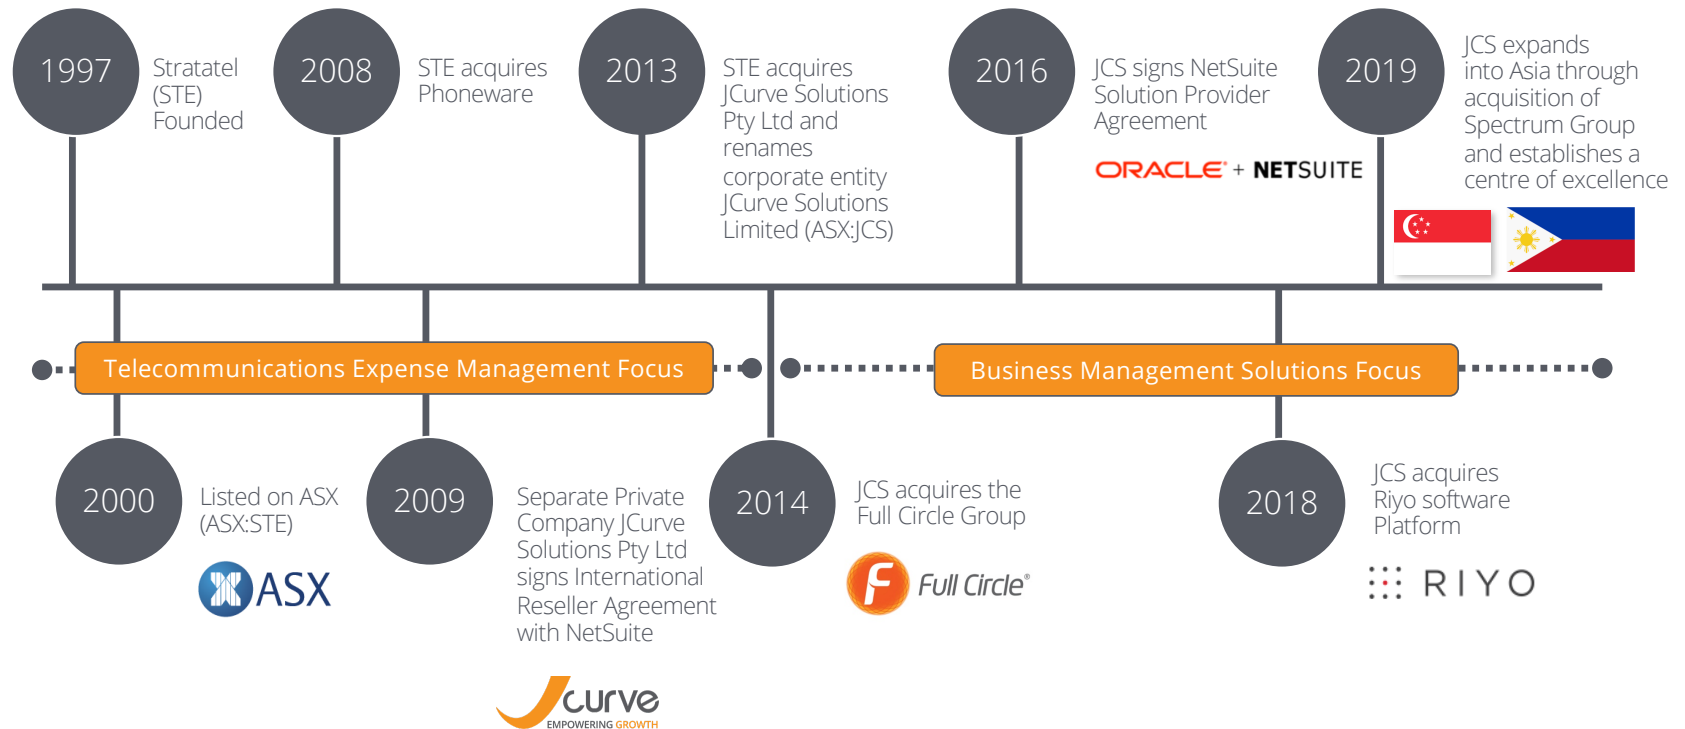 1997
Stratatel
(STE)
Founded
2008
STE acquires
Phoneware
2013
STE acquires
JCurve Solutions
Pty Ltd and
renames
corporate entity
JCurve Solutions
Limited (ASX:JCS)
2016
JCS signs NetSuite
Solution Provider
Agreement
ORACLE® + NETSUITE
2019
JCS expands
into Asia through
acquisition of
Spectrum Group
and establishes a
centre of excellence
Telecommunications Expense Management Focus
Business Management Solutions Focus
2000
Listed on ASX
(ASX:STE)
ASX
2009
Separate Private
Company JCurve
Solutions Pty Ltd
signs International
Reseller Agreement
with NetSuite
Jcurve
EMPOWERING GROWTH
2014
JCS acquires the
Full Circle Group
F Full Circle®
2018
JCS acquires
Riyo software
Platform
RIYO